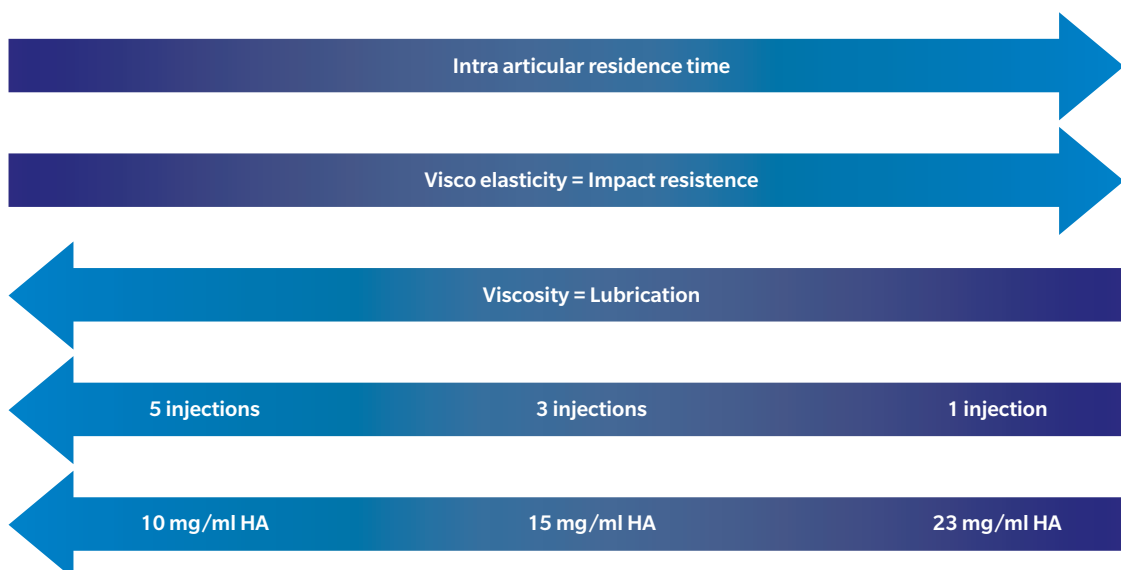 Intra articular residence time
Visco elasticity = Impact resistence
Viscosity = Lubrication
5 injections 3 injections 1 injection
10 mg/ml HA 15 mg/ml HA 23 mg/ml HA